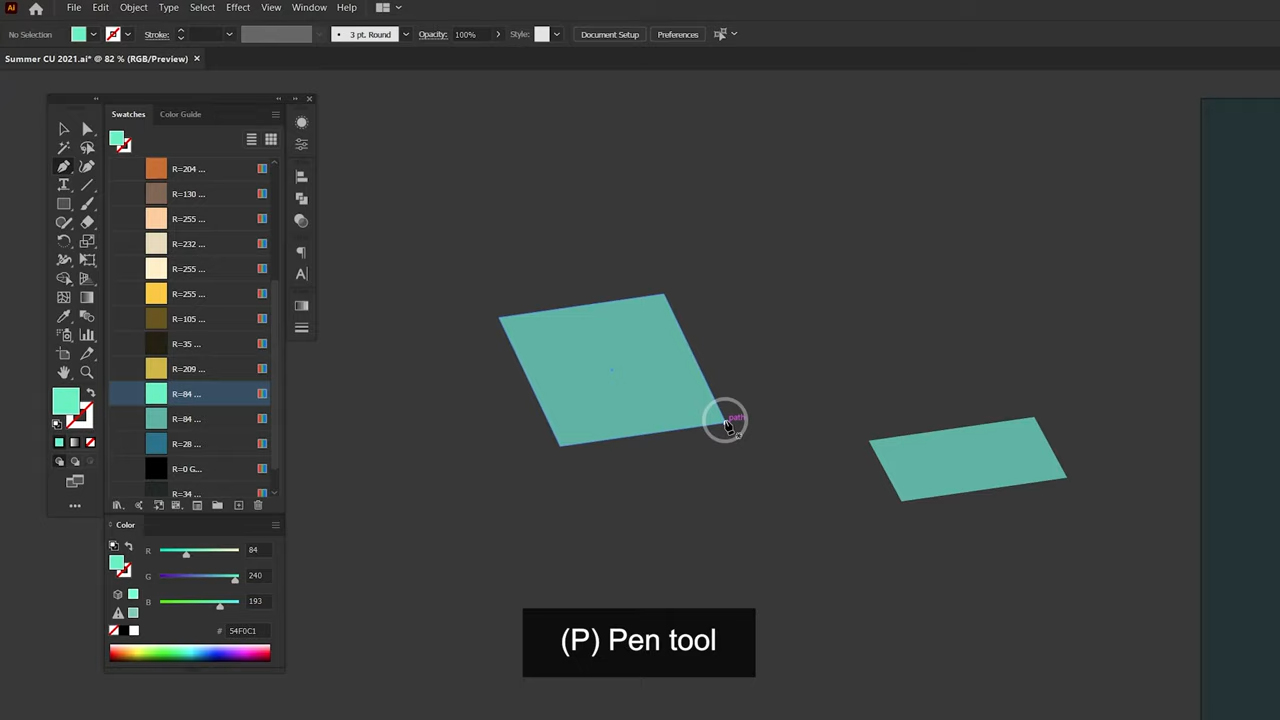 Ai File Edit Object Type Select Effect View Window Help
No Selection Stroke: 3 pt. Round Opacity: 100% Style: Document Setup Preferences
Summer CU 2021.ai* @ 82 % (RGB/Preview) ×
Swatches Color Guide
R=204 ...
R=130 ...
R=255 ...
R=232 ...
R=255 ...
R=255 ...
R=105 ...
R=35 ...
R=209 ...
R=84 ...
R=84 ...
R=28 ...
R=0 G...
R=34 ...
Color
R 84
G 240
B 193
# 54F0C1
path
(P) Pen tool